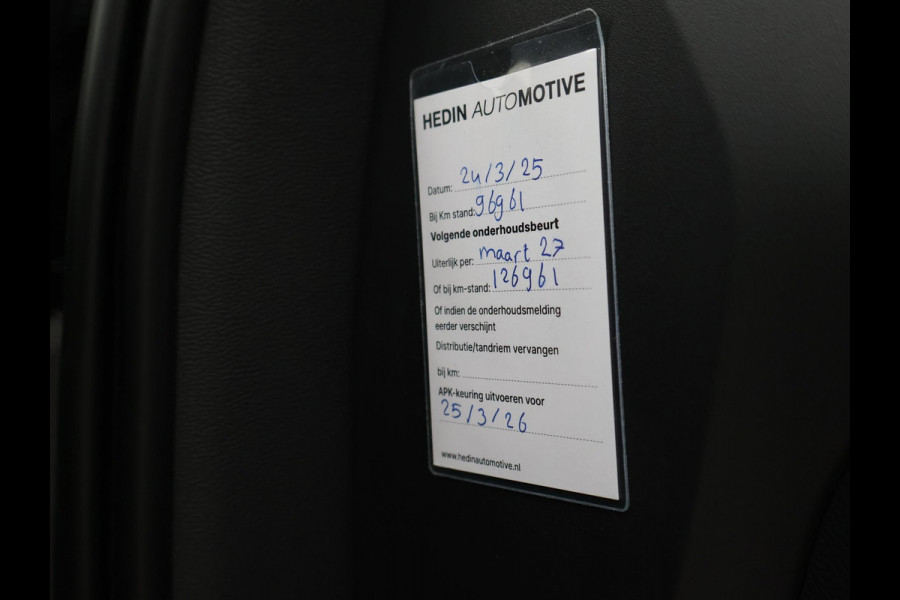 HEDIN AUTOMOTIVE
Datum: 24/3/25
Bij Km stand: 96961
Volgende onderhoudsbeurt
Uiterlijk per: maart 27
Of bij km-stand: 126961
Of indien de onderhoudsmelding
eerder verschijnt
Distributie/tandriem vervangen
bij km:
APK-keuring uitvoeren voor
25/3/26
www.hedinautomotive.nl